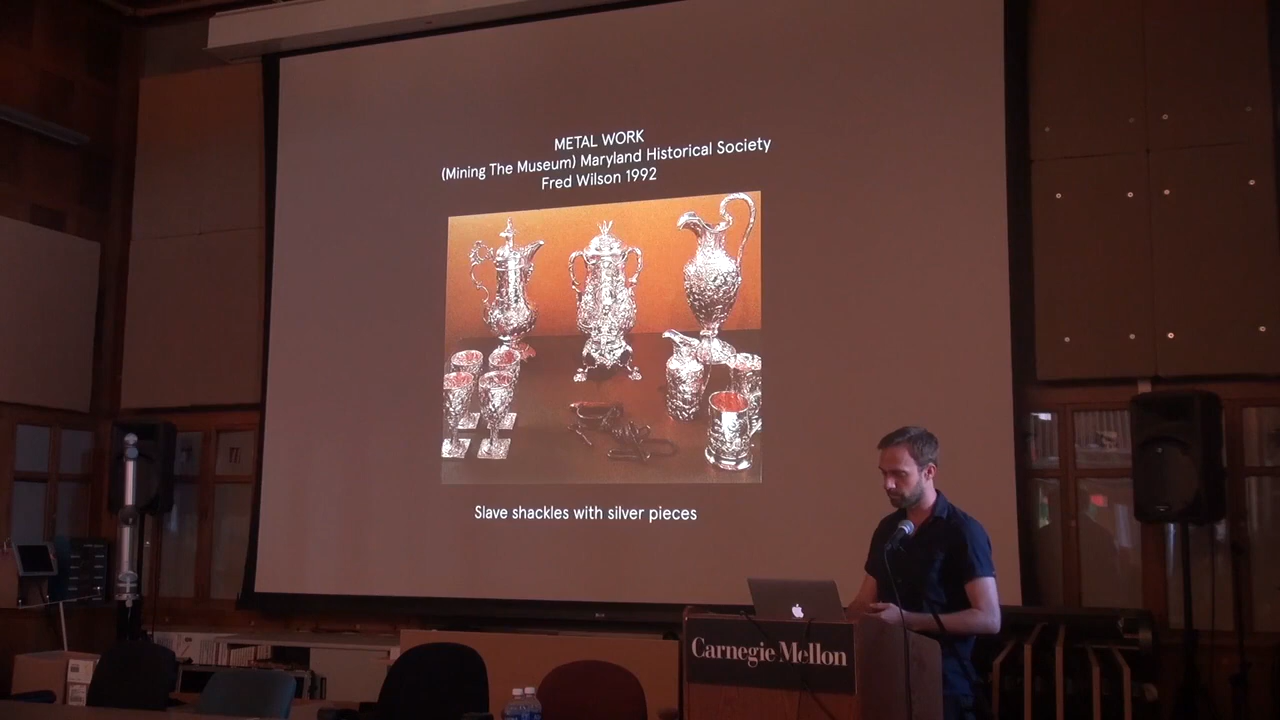 METAL WORK
(Mining The Museum) Maryland Historical Society
Fred Wilson 1992
Slave shackles with silver pieces
Carnegie Mellon